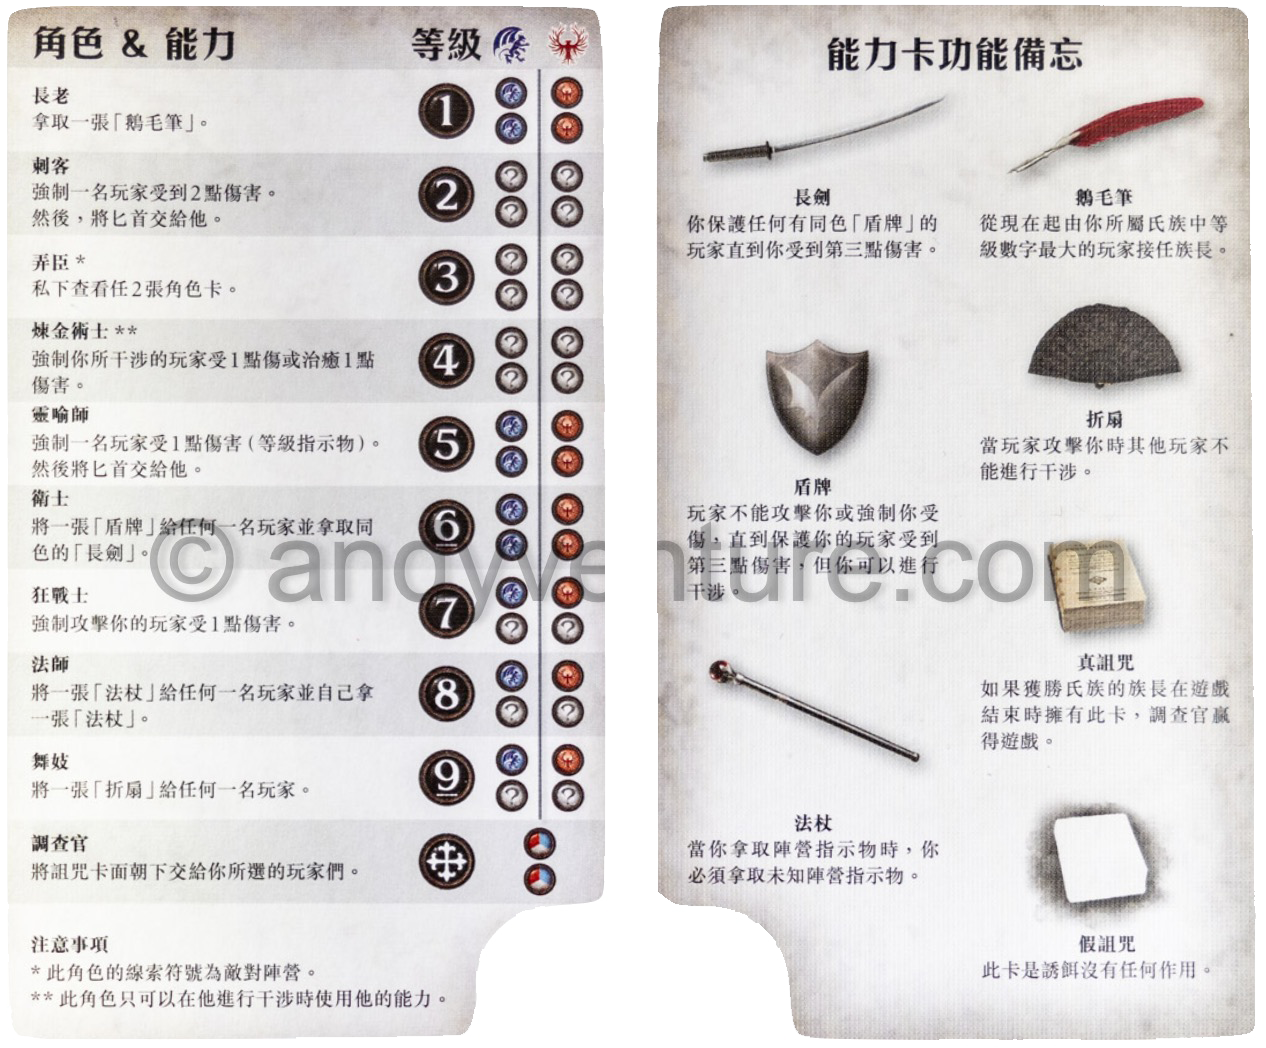 角色 & 能力 等級
長老
拿取一張「鵝毛筆」。
1
刺客
強制一名玩家受到2點傷害。
然後，將匕首交給他。
2
弄臣 *
私下查看任2張角色卡。
3
煉金術士 **
強制你所干涉的玩家受1點傷或治癒1點
傷害。
4
靈喻師
強制一名玩家受1點傷害（等級指示物）。
然後將匕首交給他。
5
衛士
將一張「盾牌」給任何一名玩家並拿取同
色的「長劍」。
6
狂戰士
強制攻擊你的玩家受1點傷害。
7
法師
將一張「法杖」給任何一名玩家並自己拿
一張「法杖」。
8
舞妓
將一張「折扇」給任何一名玩家。
9
調查官
將詛咒卡面朝下交給你所選的玩家們。
注意事項
* 此角色的線索符號為敵對陣營。
** 此角色只可以在他進行干涉時使用他的能力。
能力卡功能備忘
長劍
你保護任何有同色「盾牌」的
玩家直到你受到第三點傷害。
鵝毛筆
從現在起由你所屬氏族中等
級數字最大的玩家接任族長。
盾牌
玩家不能攻擊你或強制你受
傷，直到保護你的玩家受到
第三點傷害，但你可以進行
干涉。
折扇
當玩家攻擊你時其他玩家不
能進行干涉。
真詛咒
如果獲勝氏族的族長在遊戲
結束時擁有此卡，調查官贏
得遊戲。
法杖
當你拿取陣營指示物時，你
必須拿取未知陣營指示物。
假詛咒
此卡是誘餌沒有任何作用。
© andyventure.com